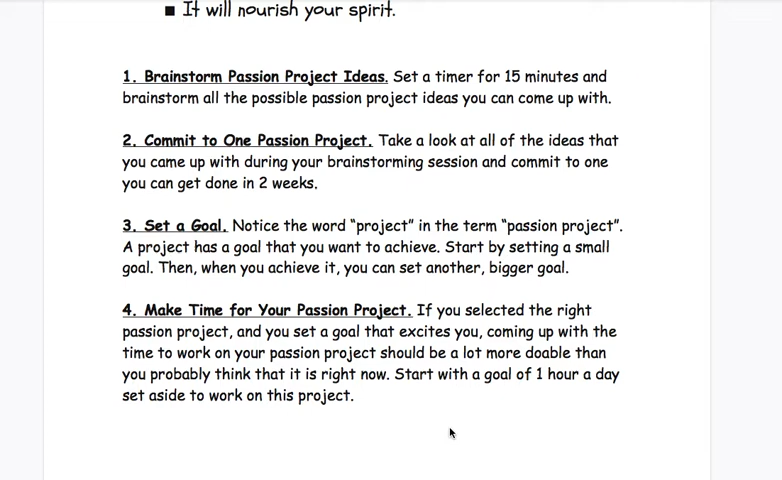 ■ It will nourish your spirit.
1. Brainstorm Passion Project Ideas. Set a timer for 15 minutes and
brainstorm all the possible passion project ideas you can come up with.
2. Commit to One Passion Project. Take a look at all of the ideas that
you came up with during your brainstorming session and commit to one
you can get done in 2 weeks.
3. Set a Goal. Notice the word “project” in the term “passion project”.
A project has a goal that you want to achieve. Start by setting a small
goal. Then, when you achieve it, you can set another, bigger goal.
4. Make Time for Your Passion Project. If you selected the right
passion project, and you set a goal that excites you, coming up with the
time to work on your passion project should be a lot more doable than
you probably think that it is right now. Start with a goal of 1 hour a day
set aside to work on this project.